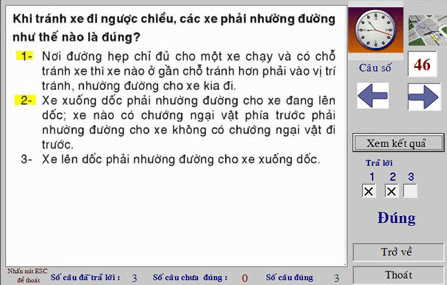 Khi tránh xe đi ngược chiều, các xe phải nhường đường
như thế nào là đúng?
1- Nơi đường hẹp chỉ đủ cho một xe chạy và có chỗ
tránh xe thì xe nào ở gần chỗ tránh hơn phải vào vị trí
tránh, nhường đường cho xe kia đi.
2- Xe xuống dốc phải nhường đường cho xe đang lên
dốc; xe nào có chướng ngại vật phía trước phải
nhường đường cho xe không có chướng ngại vật đi
trước.
3- Xe lên dốc phải nhường đường cho xe xuống dốc.
Câu số
46
Xem kết quả
Trả lời
1 2 3
Đúng
Trở về
Thoát
Nhấn nút ESC
để thoát
Số câu đã trả lời : 3 Số câu chưa đúng : 0 Số câu đúng 3